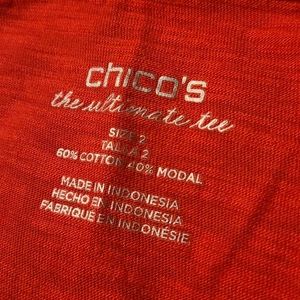 chico's
the ultimate tee
SIZE 2
TALLA 2
60% COTTON 40% MODAL
MADE IN INDONESIA
HECHO EN INDONESIA
FABRIQUÉ EN INDONÉSIE